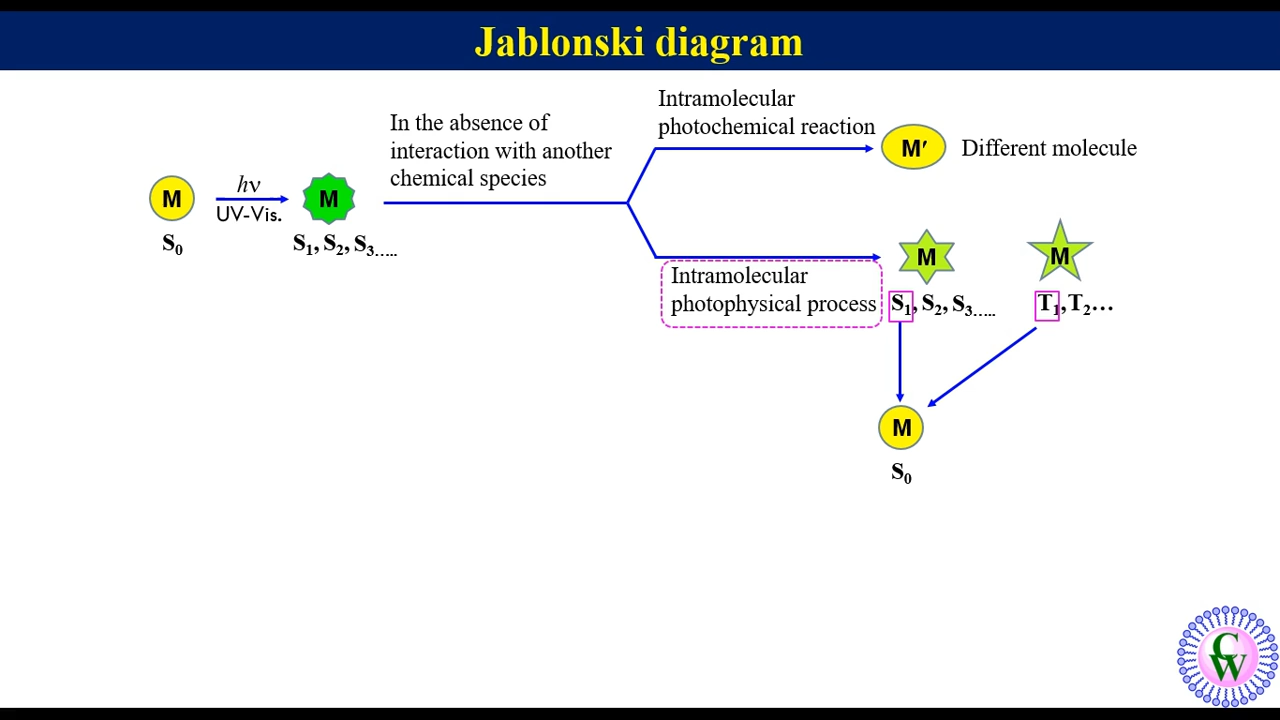 Jablonski diagram
Intramolecular
photochemical reaction
In the absence of
interaction with another
chemical species
M′
Different molecule
M
hν
UV-Vis.
M
S₀
S₁, S₂, S₃.....
M
M
Intramolecular
photophysical process
S₁, S₂, S₃.....
T₁,T₂...
M
S₀
C
W